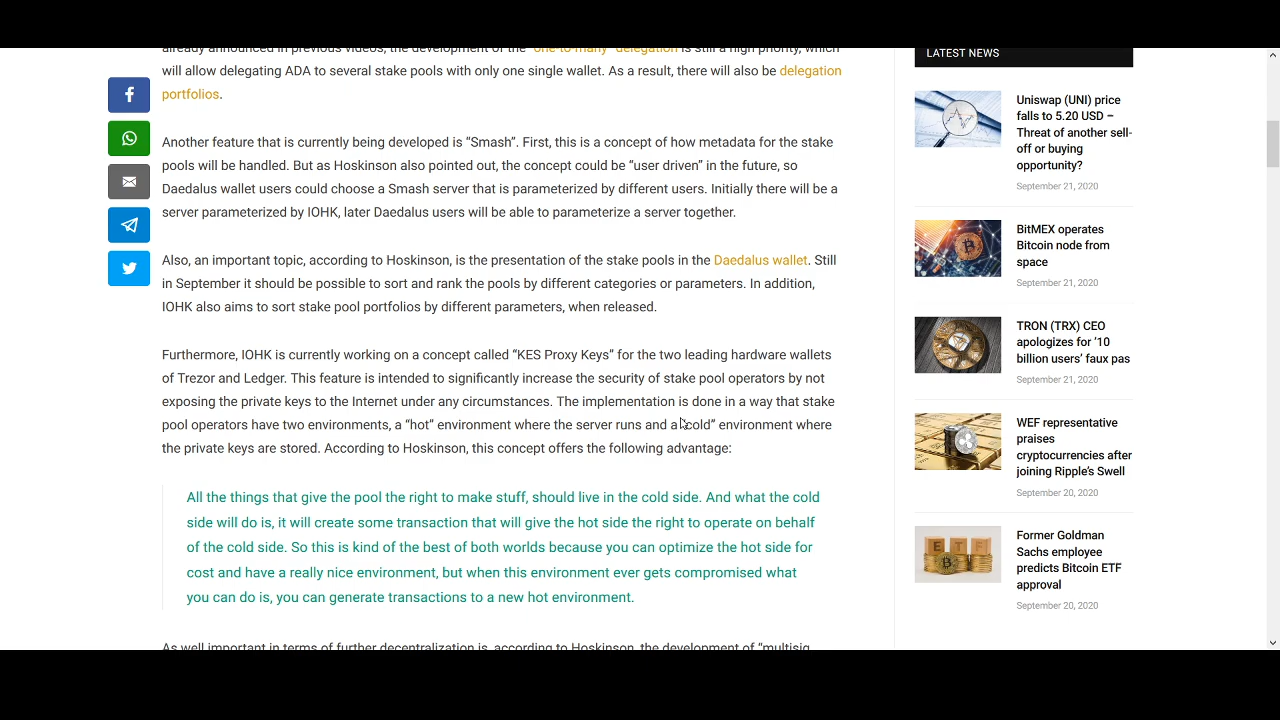 already announced in previous videos, the development of the "one-to-many" delegation is still a high priority, which
will allow delegating ADA to several stake pools with only one single wallet. As a result, there will also be delegation
portfolios.
Another feature that is currently being developed is “Smash”. First, this is a concept of how metadata for the stake
pools will be handled. But as Hoskinson also pointed out, the concept could be “user driven” in the future, so
Daedalus wallet users could choose a Smash server that is parameterized by different users. Initially there will be a
server parameterized by IOHK, later Daedalus users will be able to parameterize a server together.
Also, an important topic, according to Hoskinson, is the presentation of the stake pools in the Daedalus wallet. Still
in September it should be possible to sort and rank the pools by different categories or parameters. In addition,
IOHK also aims to sort stake pool portfolios by different parameters, when released.
Furthermore, IOHK is currently working on a concept called “KES Proxy Keys” for the two leading hardware wallets
of Trezor and Ledger. This feature is intended to significantly increase the security of stake pool operators by not
exposing the private keys to the Internet under any circumstances. The implementation is done in a way that stake
pool operators have two environments, a “hot” environment where the server runs and a “cold” environment where
the private keys are stored. According to Hoskinson, this concept offers the following advantage:
All the things that give the pool the right to make stuff, should live in the cold side. And what the cold
side will do is, it will create some transaction that will give the hot side the right to operate on behalf
of the cold side. So this is kind of the best of both worlds because you can optimize the hot side for
cost and have a really nice environment, but when this environment ever gets compromised what
you can do is, you can generate transactions to a new hot environment.
As well important in terms of further decentralization is, according to Hoskinson, the development of “multisig
LATEST NEWS
Uniswap (UNI) price
falls to 5.20 USD –
Threat of another sell-
off or buying
opportunity?
September 21, 2020
BitMEX operates
Bitcoin node from
space
September 21, 2020
TRON (TRX) CEO
apologizes for ’10
billion users’ faux pas
September 21, 2020
WEF representative
praises
cryptocurrencies after
joining Ripple’s Swell
September 20, 2020
Former Goldman
Sachs employee
predicts Bitcoin ETF
approval
September 20, 2020
E T F